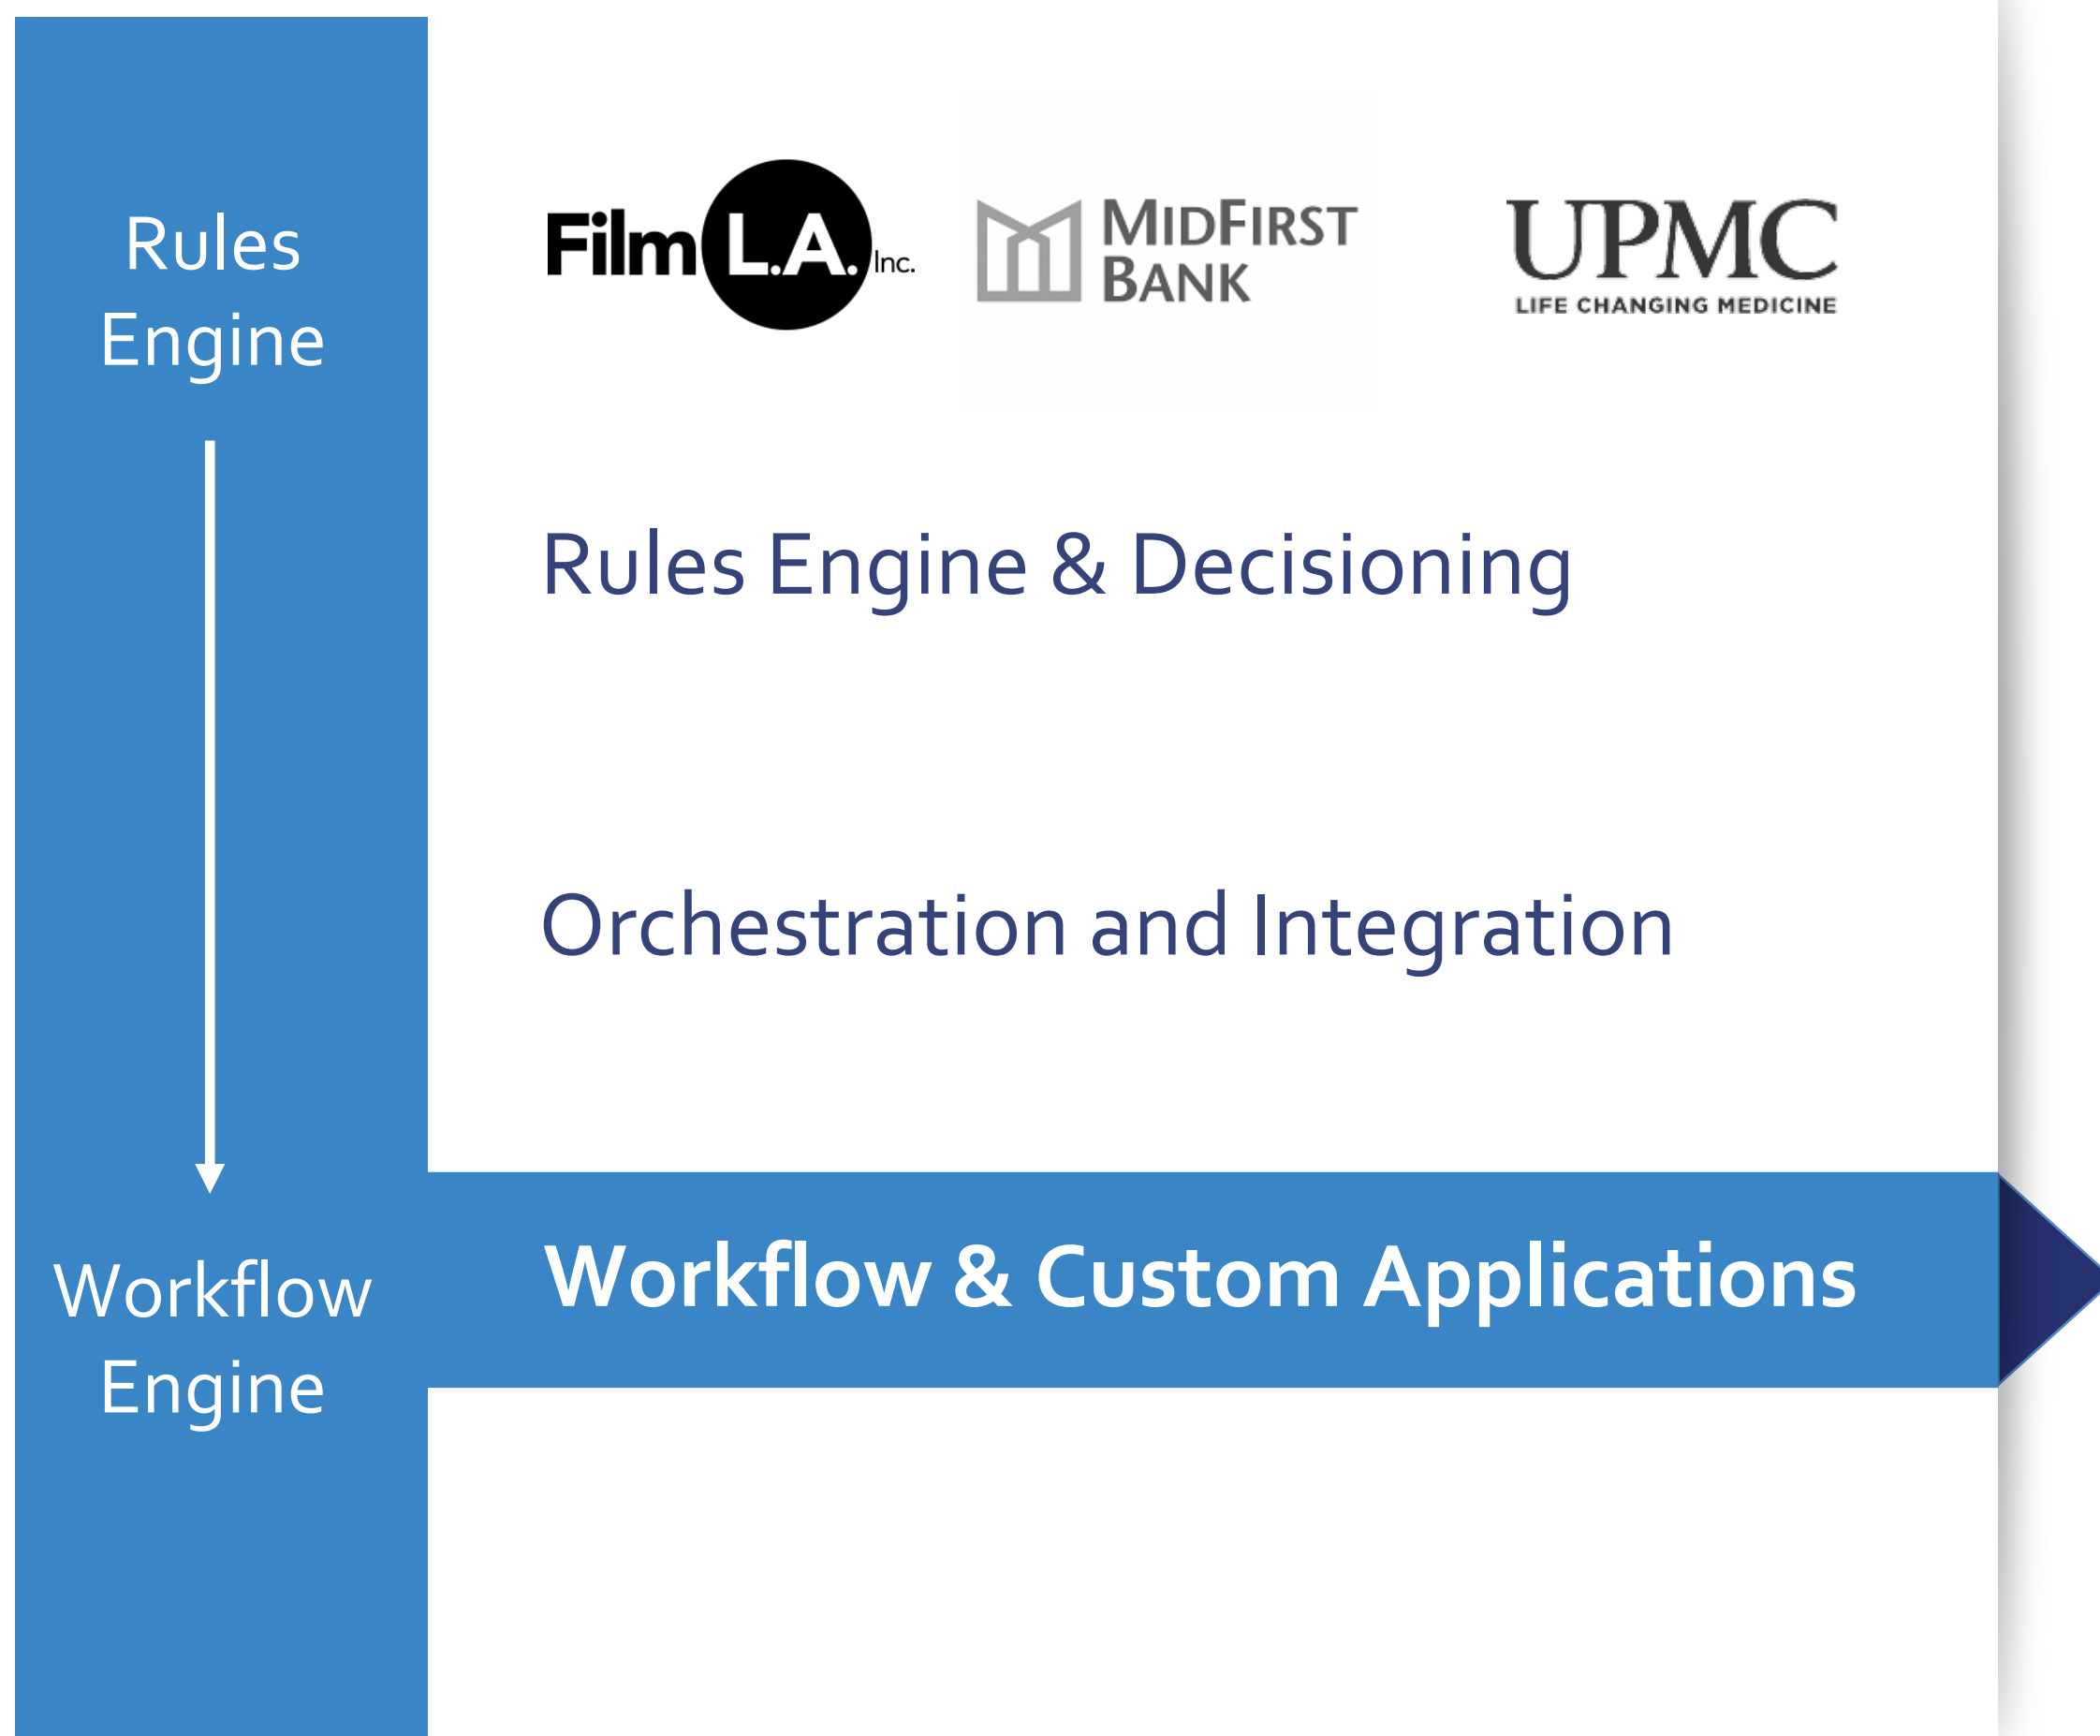 Rules
Engine
Workflow
Engine
Film L.A. Inc.
MIDFIRST
BANK
UPMC
LIFE CHANGING MEDICINE
Rules Engine & Decisioning
Orchestration and Integration
Workflow & Custom Applications